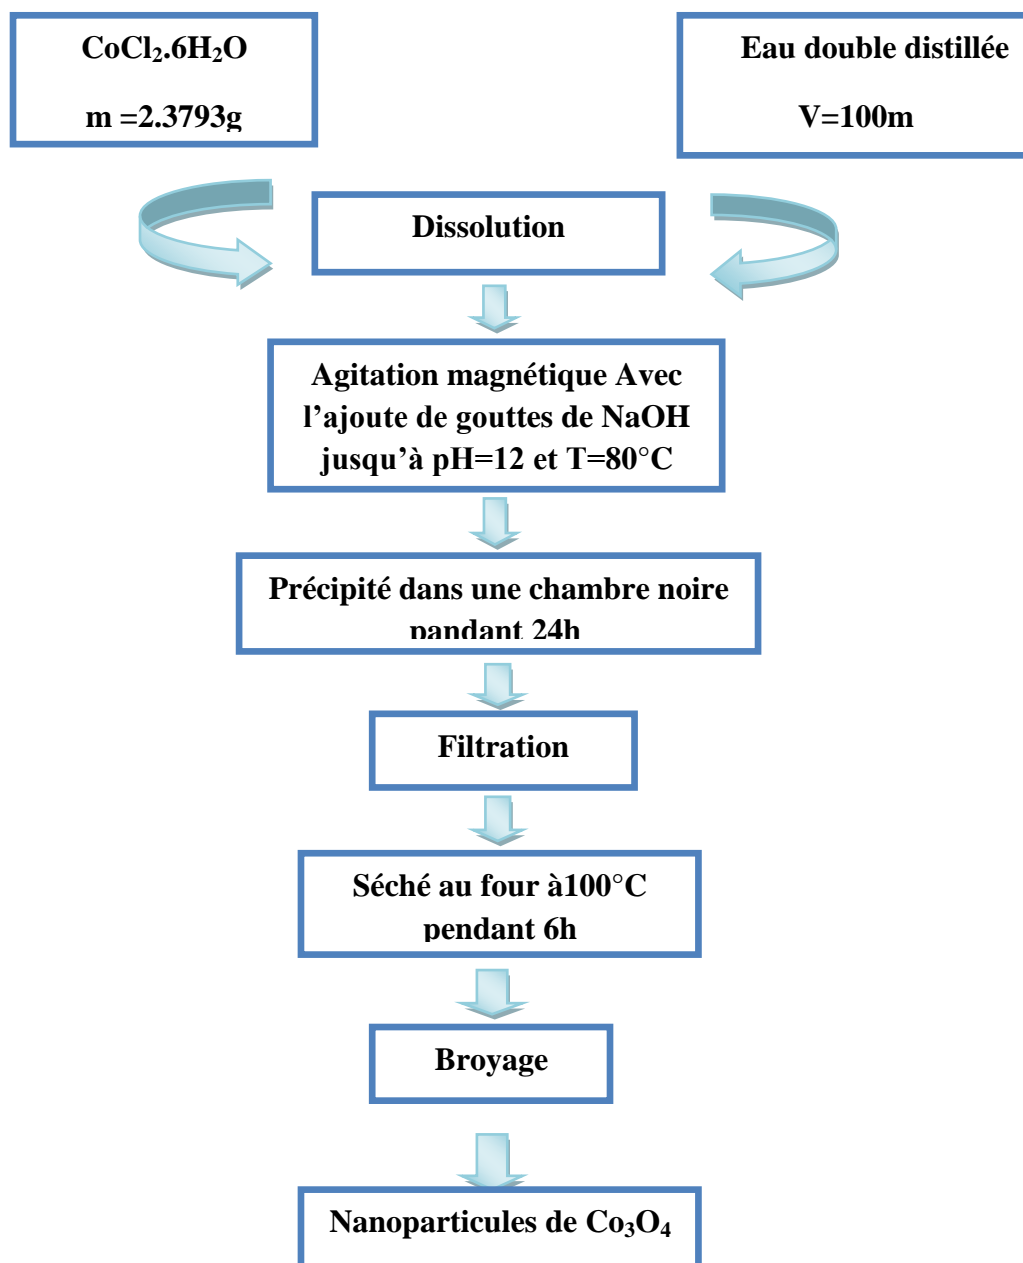 CoCl₂.6H₂O
m =2.3793g
Eau double distillée
V=100m
Dissolution
Agitation magnétique Avec
l’ajoute de gouttes de NaOH
jusqu’à pH=12 et T=80°C
Précipité dans une chambre noire
pandant 24h
Filtration
Séché au four à100°C
pendant 6h
Broyage
Nanoparticules de Co₃O₄